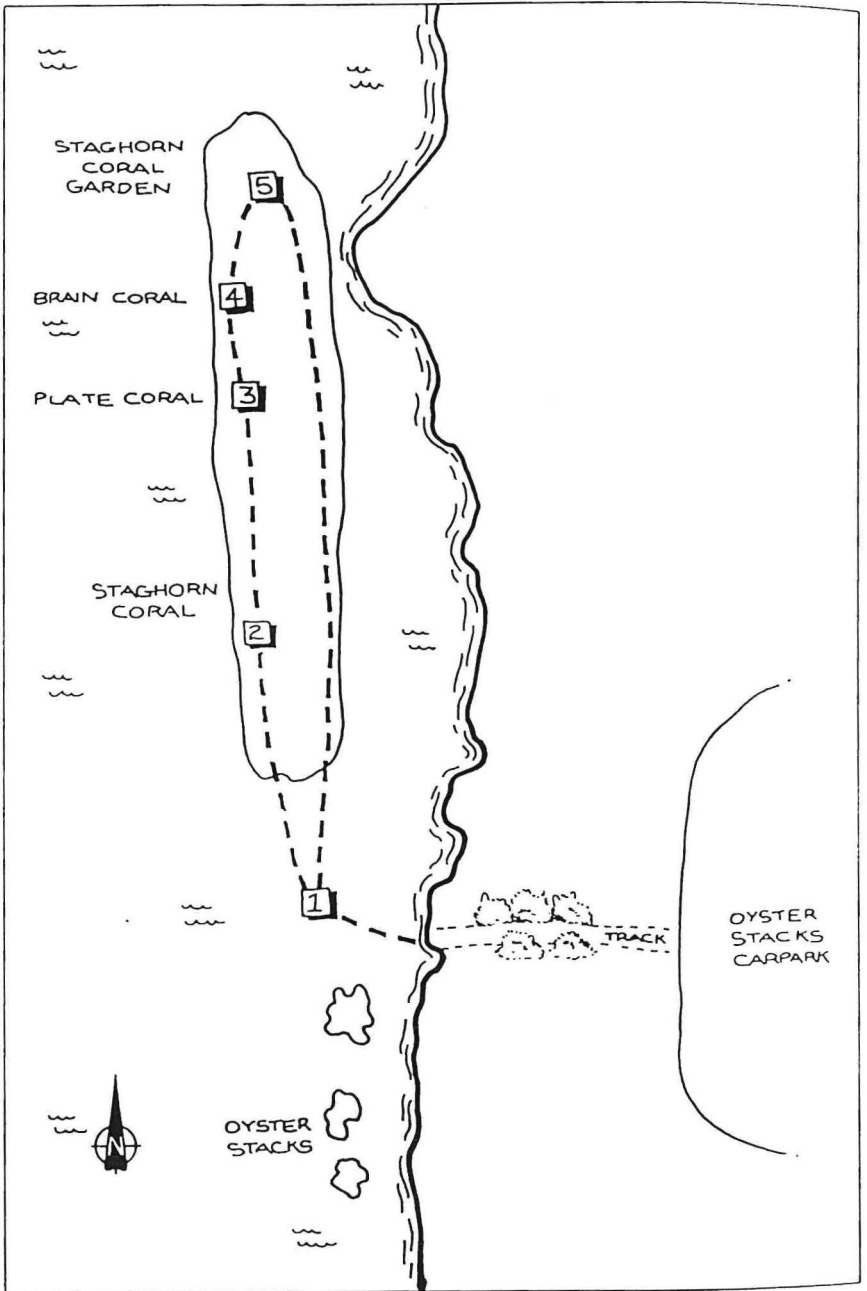 STAGHORN
CORAL
GARDEN
5
BRAIN CORAL
4
PLATE CORAL
3
STAGHORN
CORAL
2
1
TRACK
OYSTER
STACKS
CARPARK
OYSTER
STACKS
N